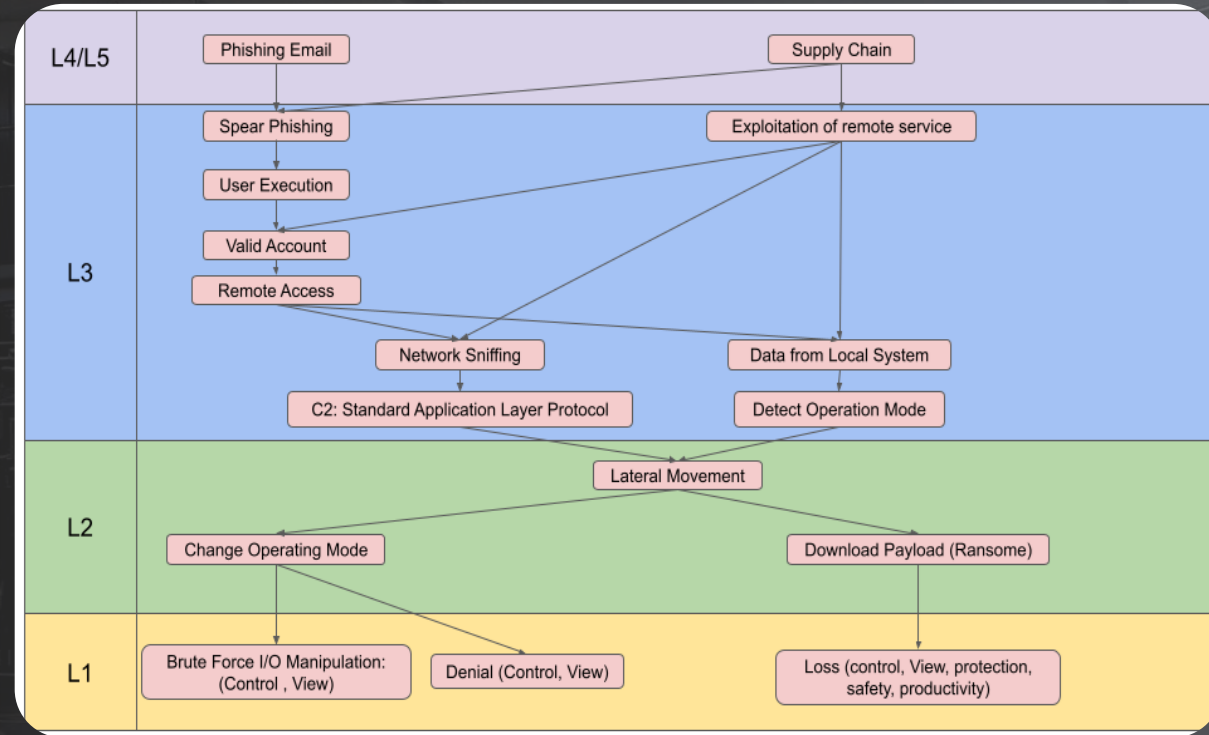 L4/L5
Phishing Email
Supply Chain
L3
Spear Phishing
Exploitation of remote service
User Execution
Valid Account
Remote Access
Network Sniffing
Data from Local System
C2: Standard Application Layer Protocol
Detect Operation Mode
L2
Lateral Movement
Change Operating Mode
Download Payload (Ransome)
L1
Brute Force I/O Manipulation:
(Control , View)
Denial (Control, View)
Loss (control, View, protection,
safety, productivity)